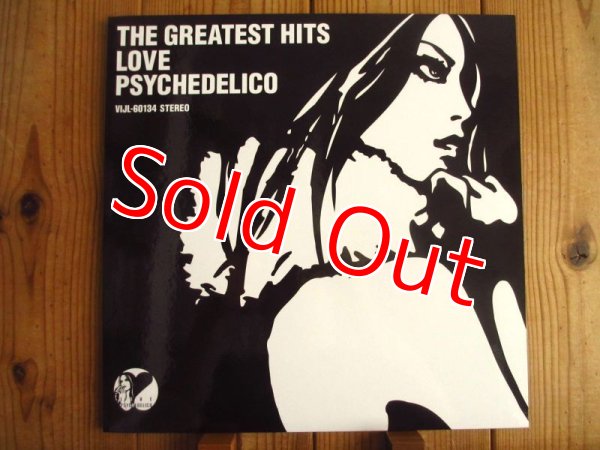 THE GREATEST HITS
LOVE
PSYCHEDELICO
VIJL-60134 STEREO
Sold Out